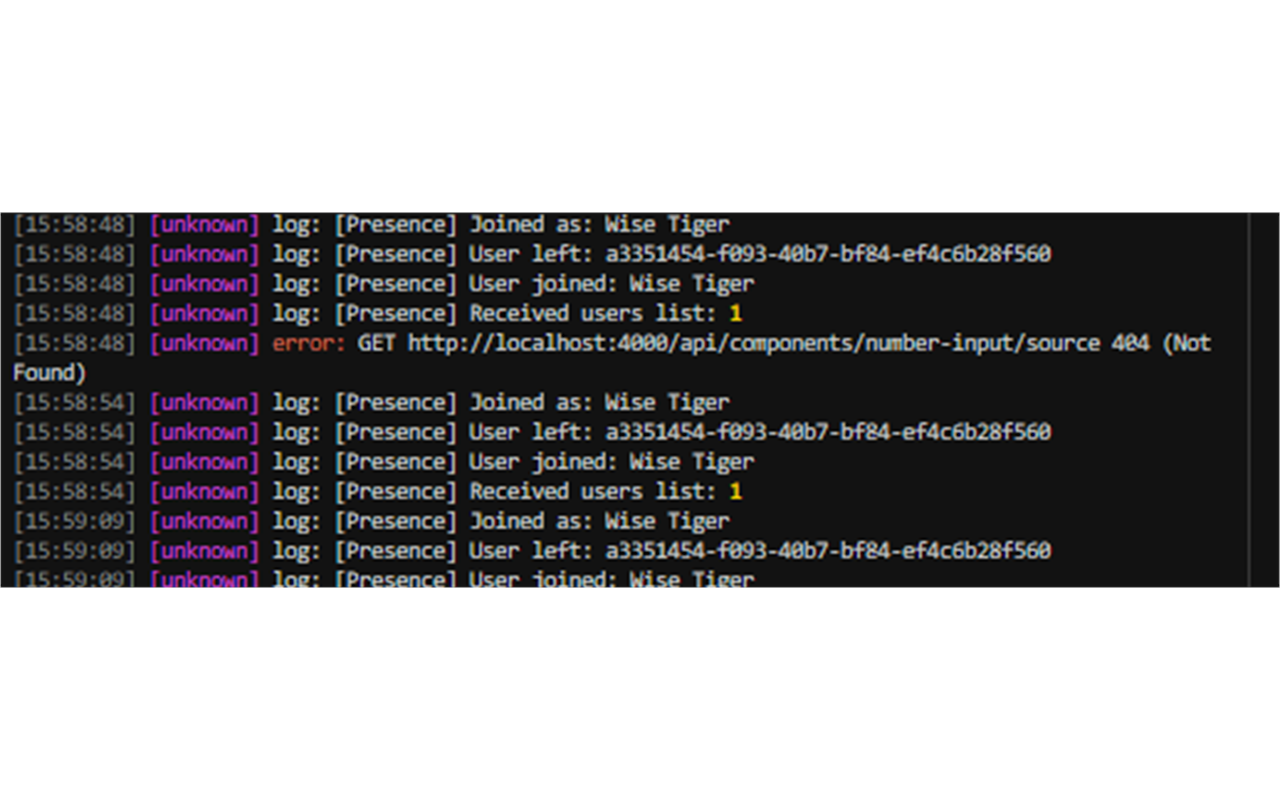 [15:58:48] [unknown] log: [Presence] Joined as: Wise Tiger
[15:58:48] [unknown] log: [Presence] User left: a3351454-f093-40b7-bf84-ef4c6b28f560
[15:58:48] [unknown] log: [Presence] User joined: Wise Tiger
[15:58:48] [unknown] log: [Presence] Received users list: 1
[15:58:48] [unknown] error: GET http://localhost:4000/api/components/number-input/source 404 (Not
Found)
[15:58:54] [unknown] log: [Presence] Joined as: Wise Tiger
[15:58:54] [unknown] log: [Presence] User left: a3351454-f093-40b7-bf84-ef4c6b28f560
[15:58:54] [unknown] log: [Presence] User joined: Wise Tiger
[15:58:54] [unknown] log: [Presence] Received users list: 1
[15:59:09] [unknown] log: [Presence] Joined as: Wise Tiger
[15:59:09] [unknown] log: [Presence] User left: a3351454-f093-40b7-bf84-ef4c6b28f560
[15:59:09] [unknown] log: [Presence] User joined: Wise Tiger